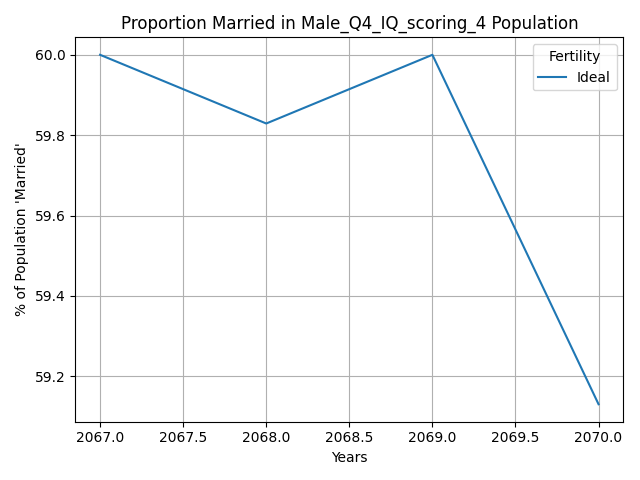 Proportion Married in Male_Q4_IQ_scoring_4 Population
Fertility
Ideal
% of Population 'Married'
60.0
59.8
59.6
59.4
59.2
2067.0 2067.5 2068.0 2068.5 2069.0 2069.5 2070.0
Years